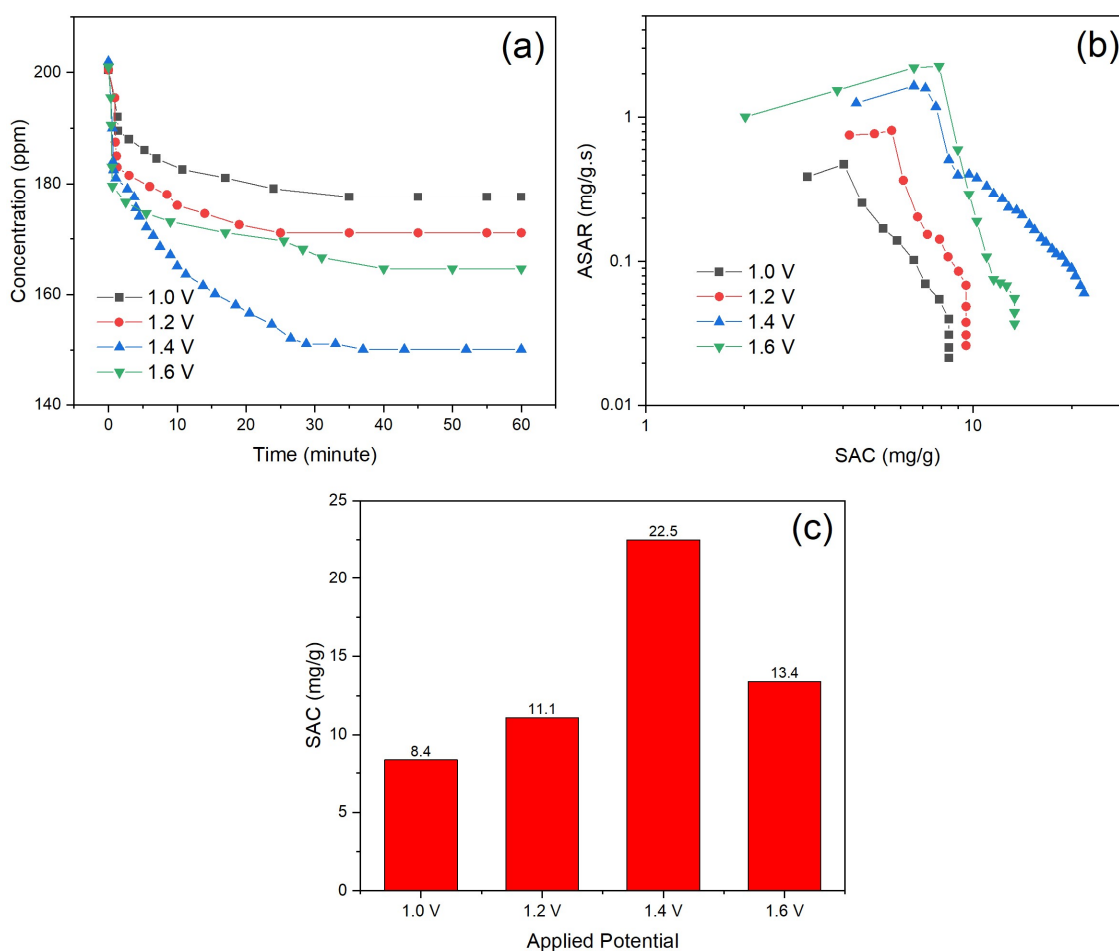 (a)
Concentration (ppm)
200
180
160
140
1.0 V
1.2 V
1.4 V
1.6 V
0 10 20 30 40 50 60
Time (minute)
(b)
ASAR (mg/g.s)
1
0.1
0.01
1.0 V
1.2 V
1.4 V
1.6 V
1 10
SAC (mg/g)
(c)
SAC (mg/g)
25
20
15
10
5
0
8.4
11.1
22.5
13.4
1.0 V 1.2 V 1.4 V 1.6 V
Applied Potential